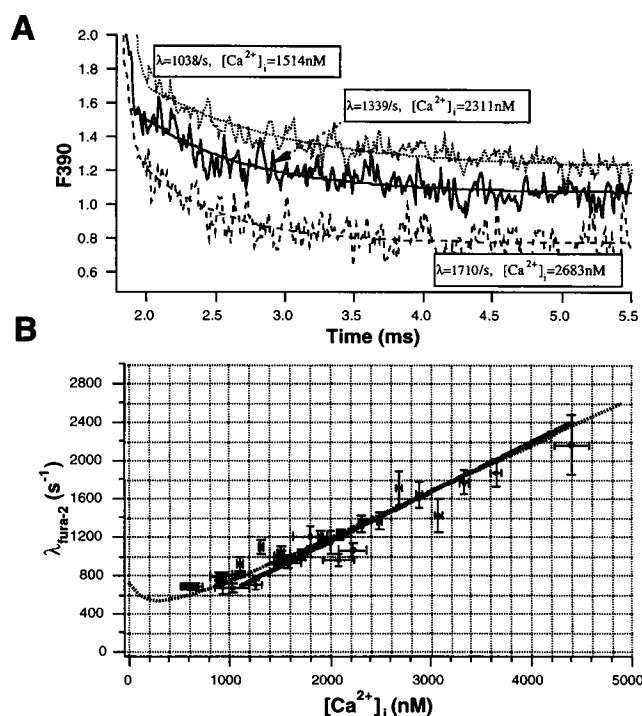 A
λ=1038/s, [Ca2+]i=1514nM
λ=1339/s, [Ca2+]i=2311nM
λ=1710/s, [Ca2+]i=2683nM
F390
2.0
1.8
1.6
1.4
1.2
1.0
0.8
0.6
2.0 2.5 3.0 3.5 4.0 4.5 5.0 5.5
Time (ms)
B
λfura-2 (s-1)
2800
2400
2000
1600
1200
800
400
0
0 1000 2000 3000 4000 5000
[Ca2+]i (nM)